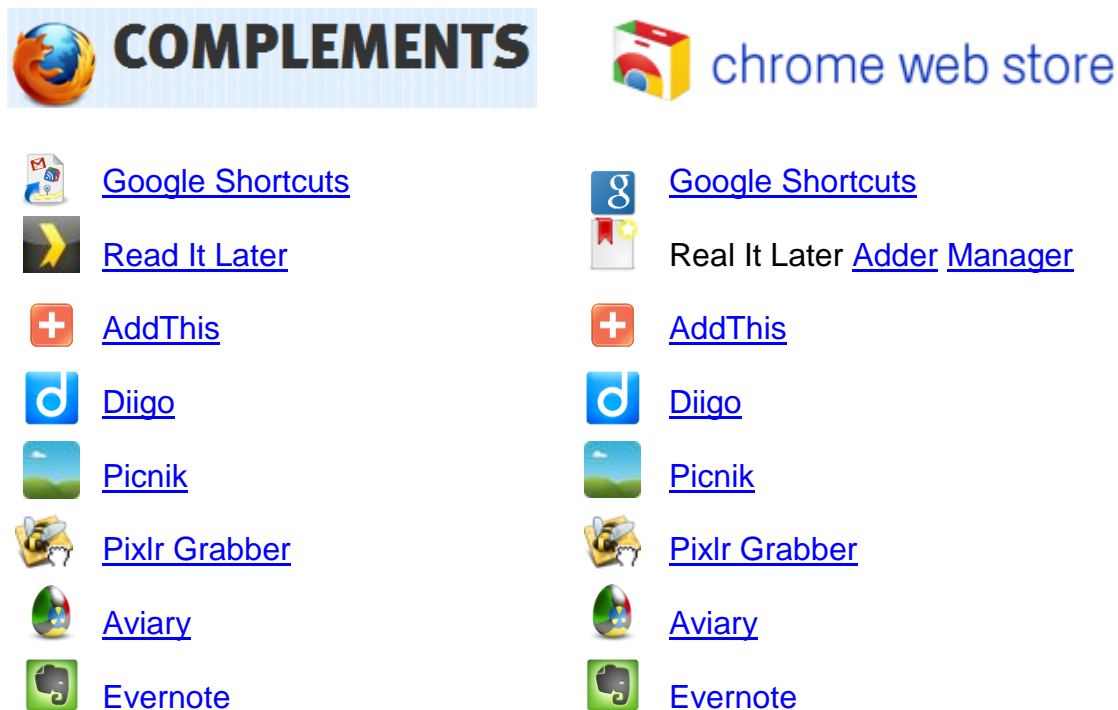 COMPLEMENTS
chrome web store
Google Shortcuts
Google Shortcuts
Read It Later
Real It Later Adder Manager
AddThis
AddThis
Diigo
Diigo
Picnik
Picnik
Pixlr Grabber
Pixlr Grabber
Aviary
Aviary
Evernote
Evernote